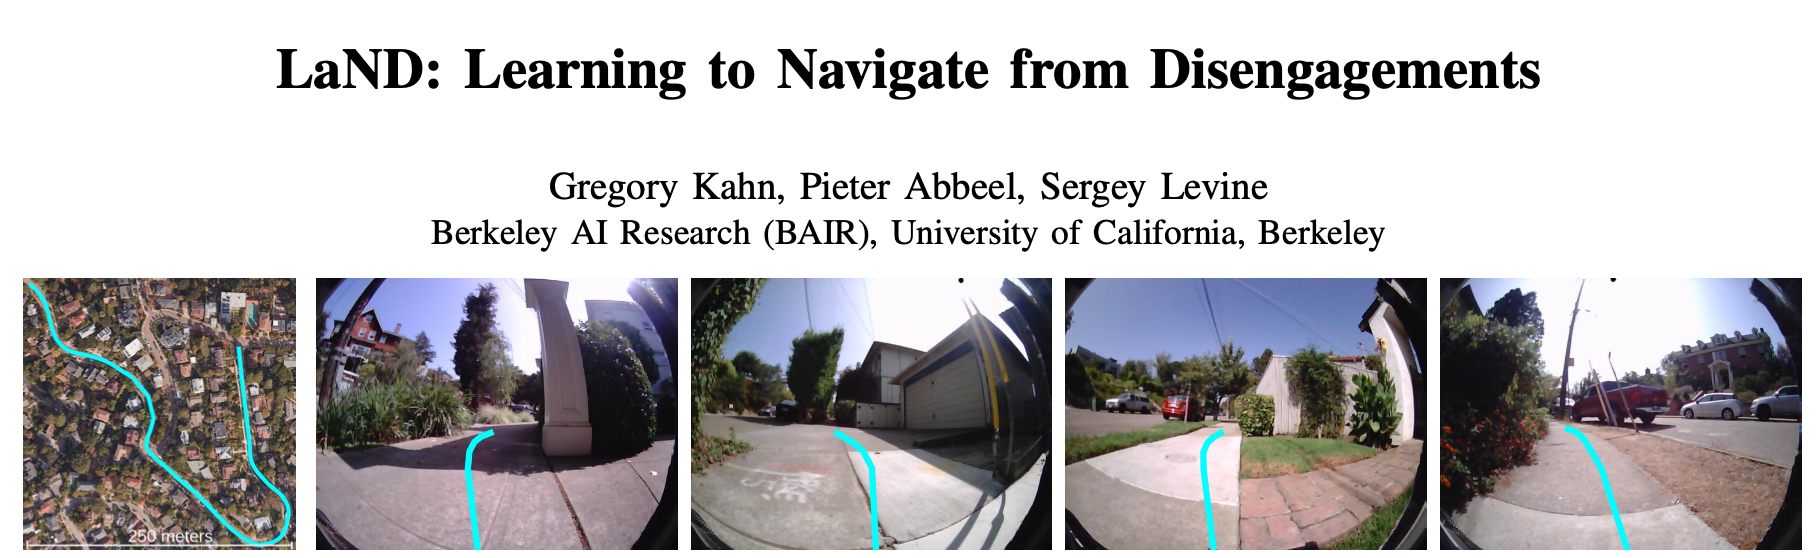 LaND: Learning to Navigate from Disengagements
Gregory Kahn, Pieter Abbeel, Sergey Levine
Berkeley AI Research (BAIR), University of California, Berkeley
250 meters